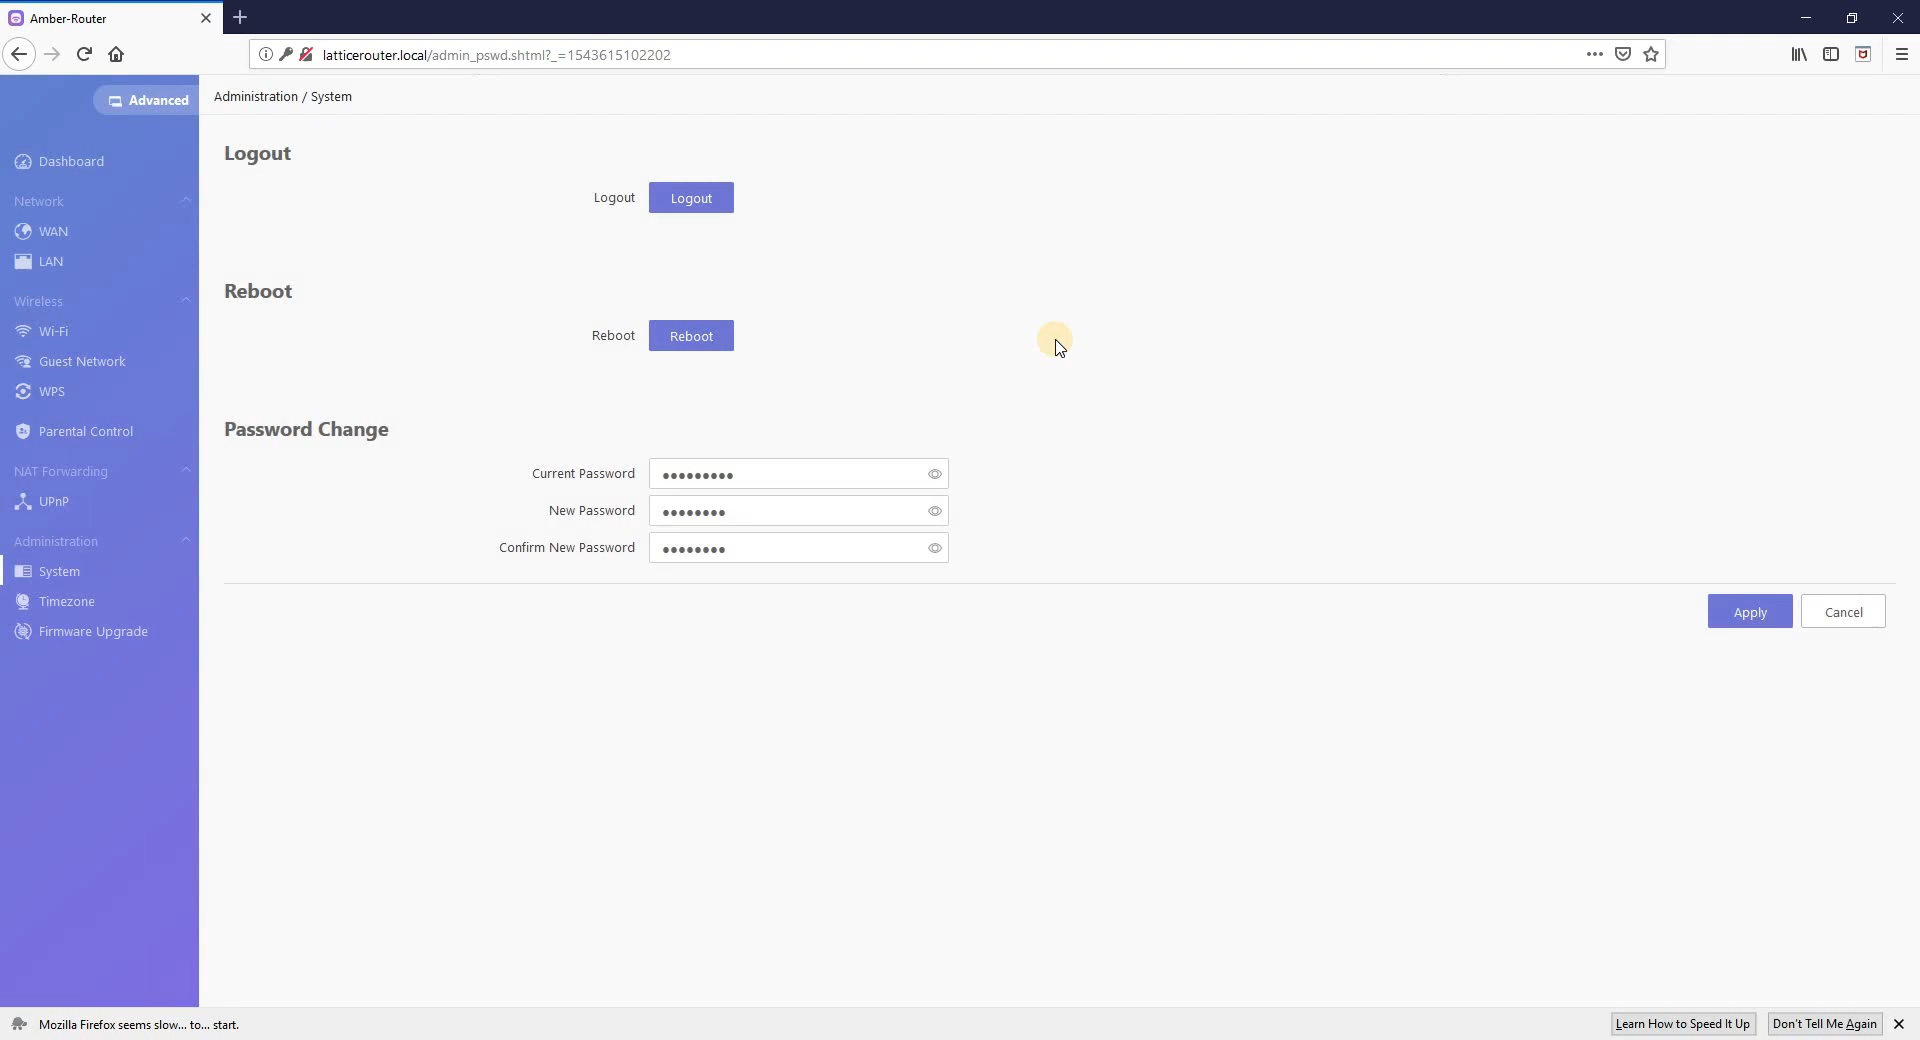 Amber-Router
latticerouter.local/admin_pswd.shtml?_=1543615102202
Advanced
Administration / System
Dashboard
Network
WAN
LAN
Wireless
Wi-Fi
Guest Network
WPS
Parental Control
NAT Forwarding
UPnP
Administration
System
Timezone
Firmware Upgrade
Logout
Logout Logout
Reboot
Reboot Reboot
Password Change
Current Password ●●●●●●●●●
New Password ●●●●●●●●
Confirm New Password ●●●●●●●●
Apply Cancel
Mozilla Firefox seems slow... to... start.
Learn How to Speed It Up Don't Tell Me Again